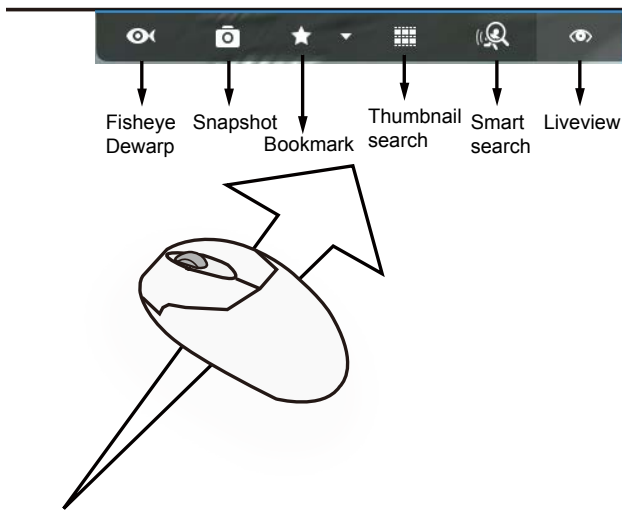 Fisheye
Dewarp
Snapshot
Bookmark
Thumbnail
search
Smart
search
Liveview